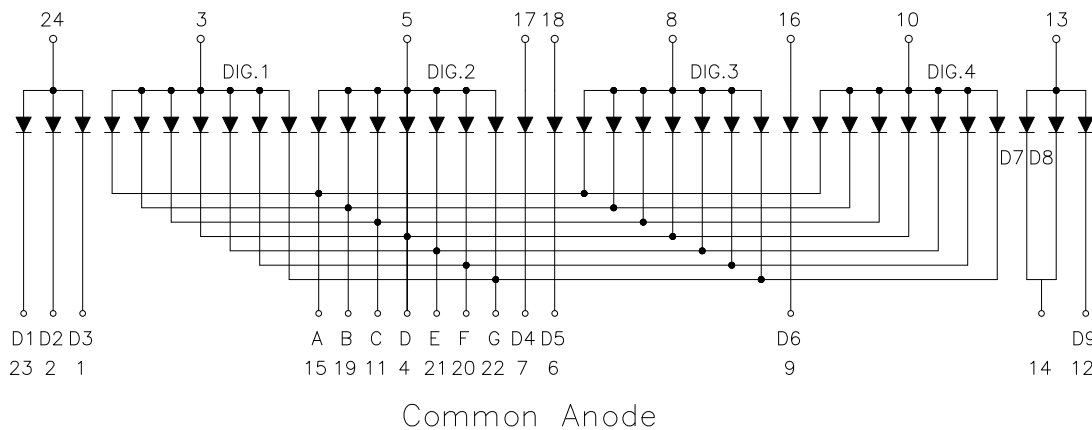 24 3 5 17 18 8 16 10 13
DIG.1 DIG.2 DIG.3 DIG.4
D7 D8
D1 D2 D3 A B C D E F G D4 D5 D6 D9
23 2 1 15 19 11 4 21 20 22 7 6 9 14 12
Common Anode